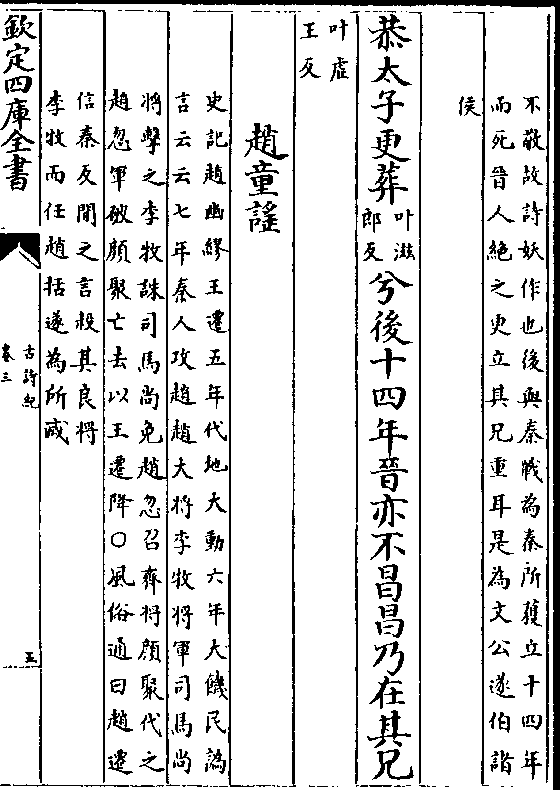 不敬故詩妖作也後與秦戰為秦所獲立十四年
而死晉人絶之更立其兄重耳是為文公遂伯諸
侯
恭太子更葬叶滋郎反兮後十四年晉亦不昌昌乃在其兄
叶虛王反
趙童謠
史記趙幽繆王遷五年代地大動六年大饑民譌
言云云七年秦人攻趙趙大將李牧將軍司馬尚
將擊之李牧誅司馬尚免趙忽召齊將顔聚代之
趙忽軍破顔聚亡去以王遷降○風俗通曰趙遷
信秦反間之言殺其良將
李牧而任趙括遂為所滅
欽定四庫全書
古詩紀
卷三
五